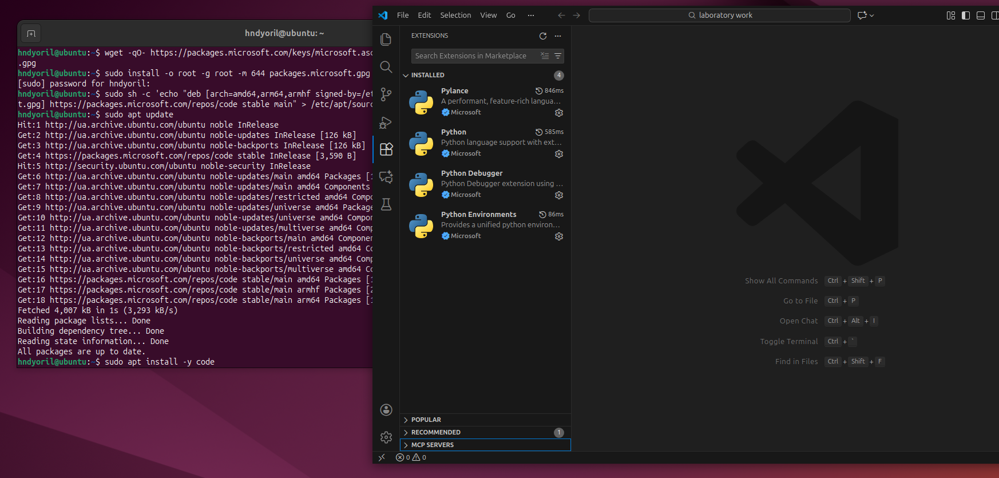 hndyoril@ubuntu: ~
hndyoril@ubuntu:~$ wget -qO- https://packages.microsoft.com/keys/microsoft.asc
.gpg
hndyoril@ubuntu:~$ sudo install -o root -g root -m 644 packages.microsoft.gpg
[sudo] password for hndyoril:
hndyoril@ubuntu:~$ sudo sh -c 'echo "deb [arch=amd64,arm64,armhf signed-by=/et
t.gpg] https://packages.microsoft.com/repos/code stable main" > /etc/apt/sourc
hndyoril@ubuntu:~$ sudo apt update
Hit:1 http://ua.archive.ubuntu.com/ubuntu noble InRelease
Get:2 http://ua.archive.ubuntu.com/ubuntu noble-updates InRelease [126 kB]
Get:3 http://ua.archive.ubuntu.com/ubuntu noble-backports InRelease [126 kB]
Get:4 https://packages.microsoft.com/repos/code stable InRelease [3,590 B]
Hit:5 http://security.ubuntu.com/ubuntu noble-security InRelease
Get:6 http://ua.archive.ubuntu.com/ubuntu noble-updates/main amd64 Packages [1
Get:7 http://ua.archive.ubuntu.com/ubuntu noble-updates/main amd64 Components
Get:8 http://ua.archive.ubuntu.com/ubuntu noble-updates/restricted amd64 Compo
Get:9 http://ua.archive.ubuntu.com/ubuntu noble-updates/universe amd64 Package
Get:10 http://ua.archive.ubuntu.com/ubuntu noble-updates/universe amd64 Compon
Get:11 http://ua.archive.ubuntu.com/ubuntu noble-updates/multiverse amd64 Comp
Get:12 http://ua.archive.ubuntu.com/ubuntu noble-backports/main amd64 Componen
Get:13 http://ua.archive.ubuntu.com/ubuntu noble-backports/restricted amd64 Co
Get:14 http://ua.archive.ubuntu.com/ubuntu noble-backports/universe amd64 Comp
Get:15 http://ua.archive.ubuntu.com/ubuntu noble-backports/multiverse amd64 Co
Get:16 https://packages.microsoft.com/repos/code stable/main amd64 Packages [1
Get:17 https://packages.microsoft.com/repos/code stable/main armhf Packages [2
Get:18 https://packages.microsoft.com/repos/code stable/main arm64 Packages [1
Fetched 4,007 kB in 1s (3,293 kB/s)
Reading package lists... Done
Building dependency tree... Done
Reading state information... Done
All packages are up to date.
hndyoril@ubuntu:~$ sudo apt install -y code
File Edit Selection View Go ···
laboratory work
EXTENSIONS
Search Extensions in Marketplace
INSTALLED 4
Pylance 846ms
A performant, feature-rich langua...
Microsoft
Python 585ms
Python language support with ext...
Microsoft
Python Debugger
Python Debugger extension using ...
Microsoft
Python Environments 86ms
Provides a unified python environ...
Microsoft
POPULAR
RECOMMENDED 1
MCP SERVERS
0 0
Show All Commands Ctrl + Shift + P
Go to File Ctrl + P
Open Chat Ctrl + Alt + I
Toggle Terminal Ctrl + `
Find in Files Ctrl + Shift + F